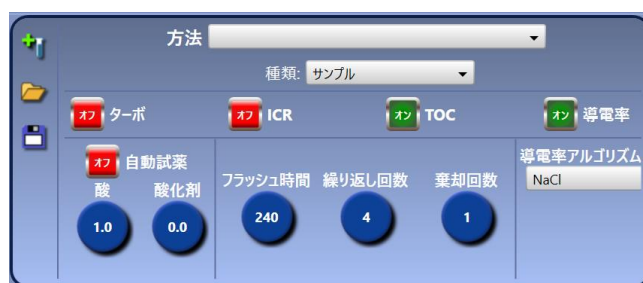 方法
種類: サンプル
オフ ターボ オフ ICR オン TOC オン 導電率
オフ 自動試薬
酸 酸化剤
1.0 0.0
フラッシュ時間 繰り返し回数 棄却回数
240 4 1
導電率アルゴリズム
NaCl